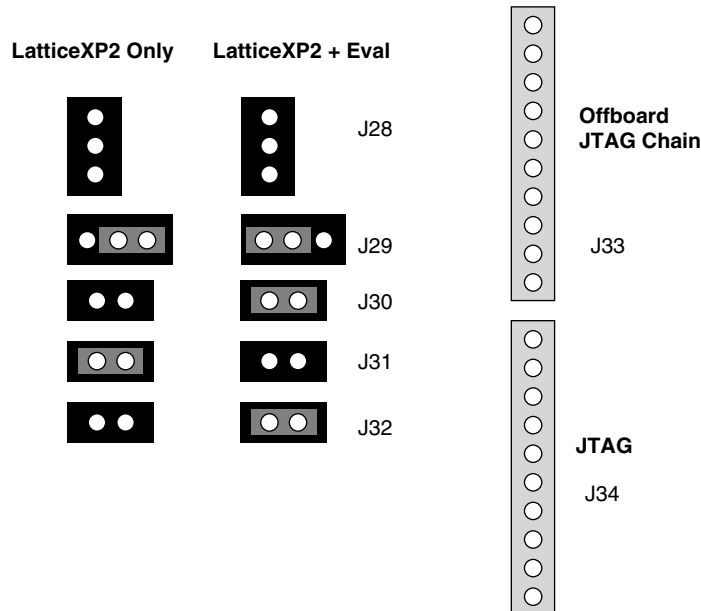 LatticeXP2 Only
LatticeXP2 + Eval
J28
J29
J30
J31
J32
Offboard
JTAG Chain
J33
JTAG
J34